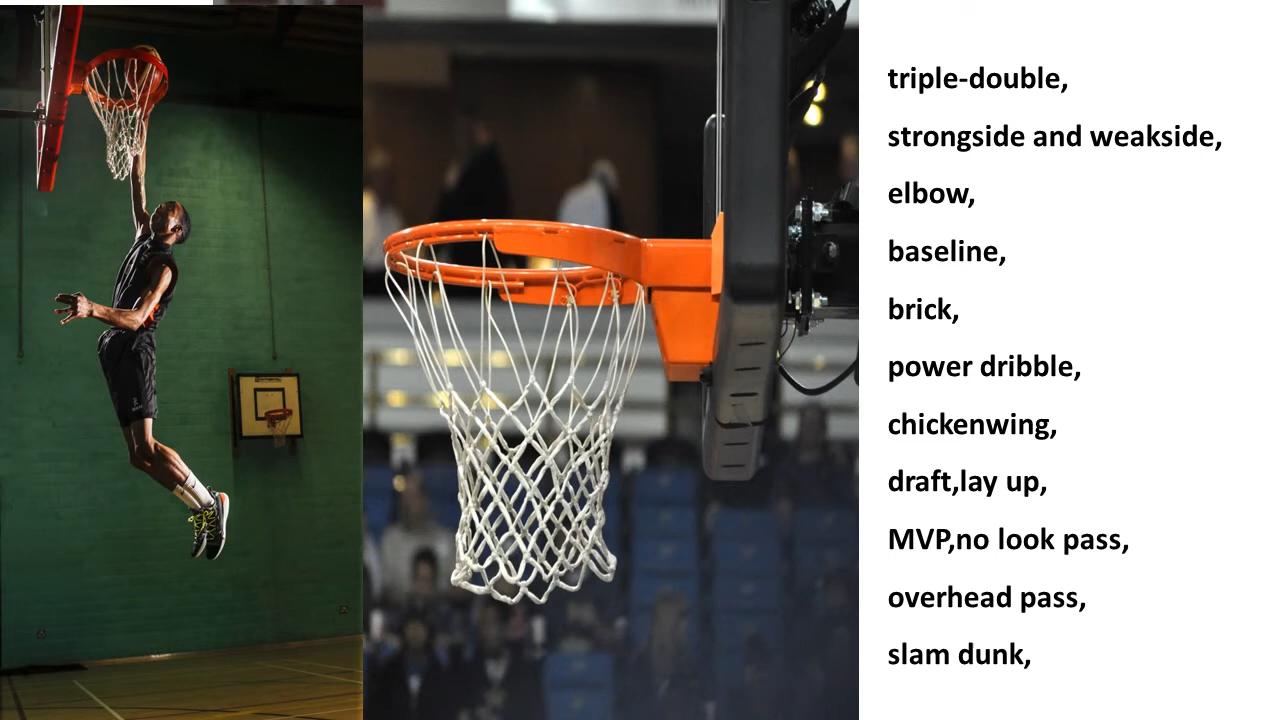 triple-double,
strongside and weakside,
elbow,
baseline,
brick,
power dribble,
chickenwing,
draft,lay up,
MVP,no look pass,
overhead pass,
slam dunk,